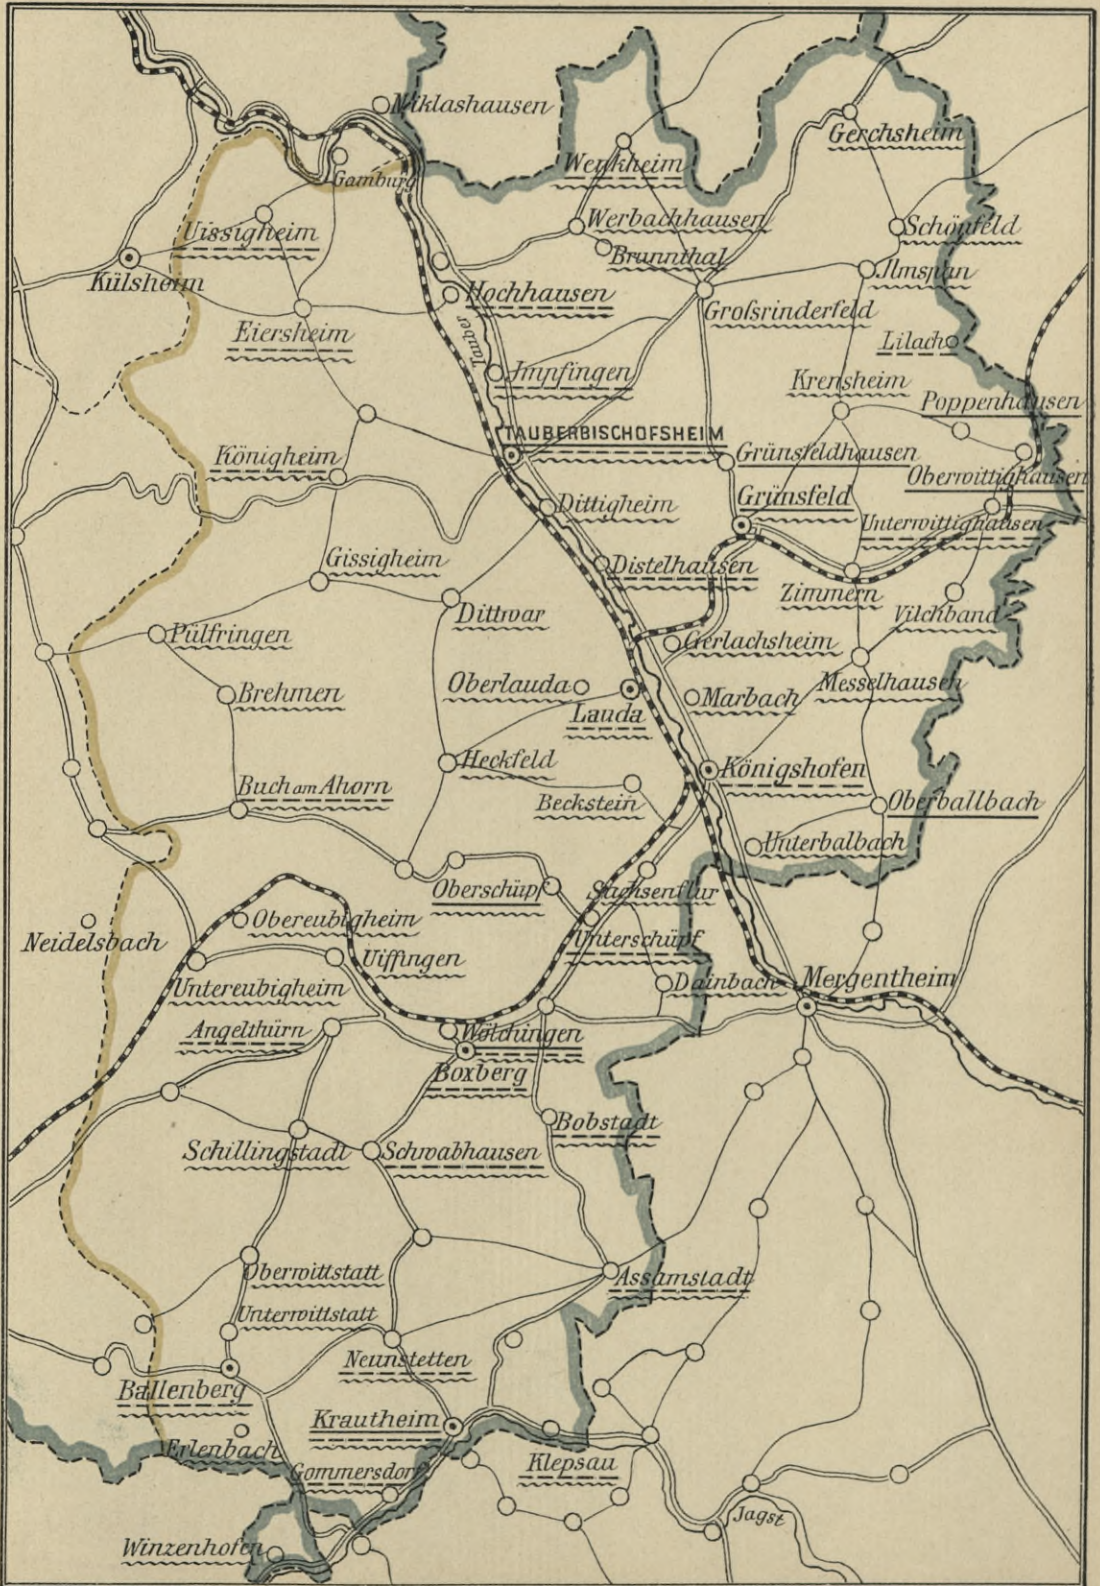 Niklashausen
Gerchsheim
Wenkheim
Gamburg
Uissigheim
Werbachhausen
Schönfeld
Brunnthal
Külsheim
Jlmspan
Hochhausen
Großrinderfeld
Eiersheim
Tauber
Lilach
Jmpfingen
Krensheim
Poppenhausen
TAUBERBISCHOFSHEIM
Königheim
Grünsfeldhausen
Oberwittighausen
Grünsfeld
Dittigheim
Unterwittighausen
Gissigheim
Distelhausen
Zimmern
Dittwar
Vilchband
Pülfringen
Gerlachsheim
Oberlauda
Messelhausen
Brehmen
Marbach
Lauda
Heckfeld
Königshofen
Buch am Ahorn
Beckstein
Oberballbach
Unterbalbach
Oberschüpf
Sachsenflur
Obereubigheim
Neidelsbach
Unterschüpf
Uiffingen
Dainbach
Mergentheim
Untereubigheim
Angelthürn
Wölchingen
Boxberg
Bobstadt
Schillingstadt
Schwabhausen
Oberwittstatt
Assamstadt
Unterwittstatt
Neunstetten
Ballenberg
Krautheim
Erlenbach
Klepsau
Gommersdorf
Jagst
Winzenhofen